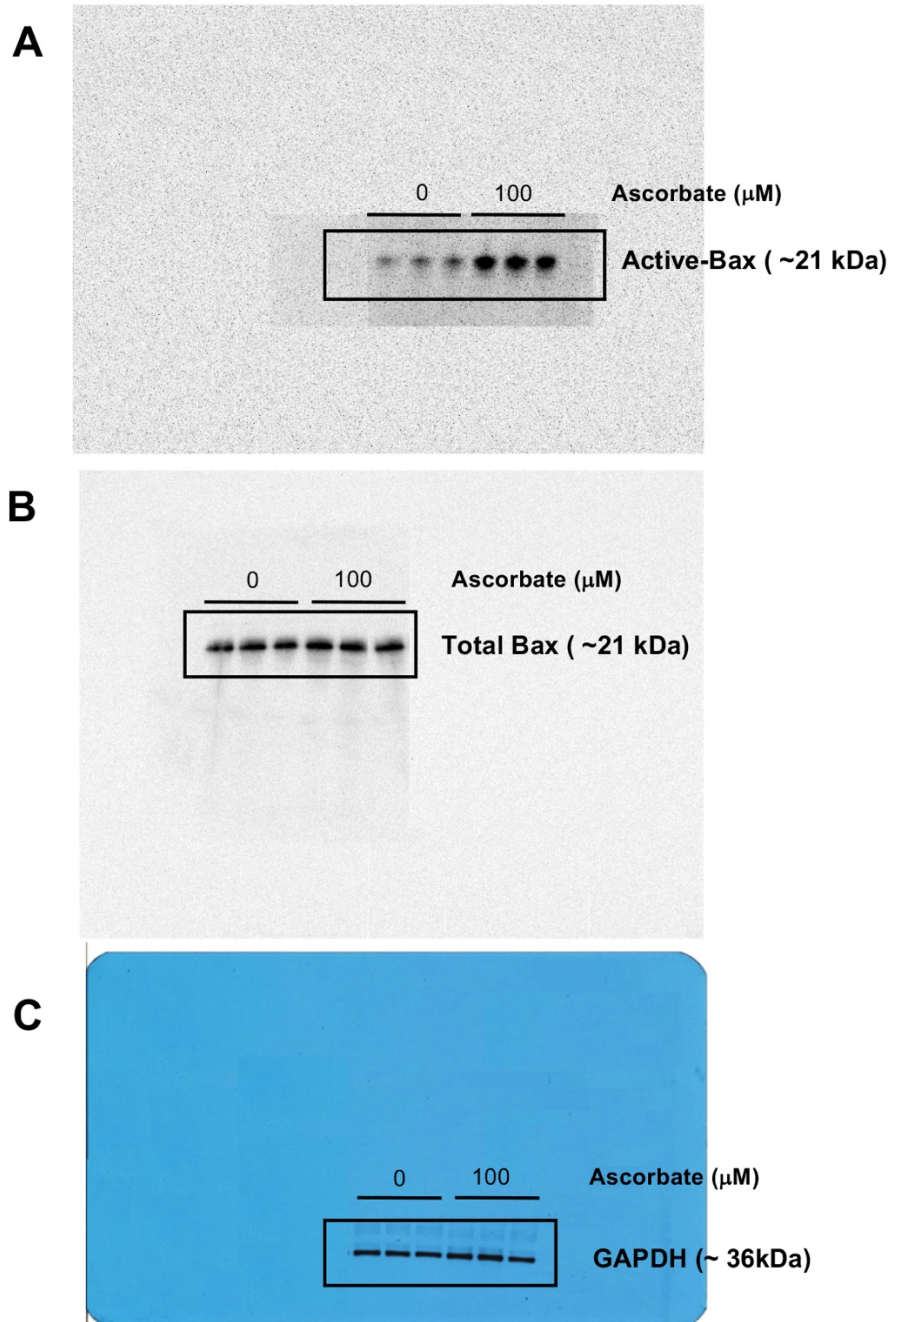 A
0 100 Ascorbate (μM)
Active-Bax ( ~21 kDa)
B
0 100 Ascorbate (μM)
Total Bax ( ~21 kDa)
C
0 100 Ascorbate (μM)
GAPDH (~ 36kDa)